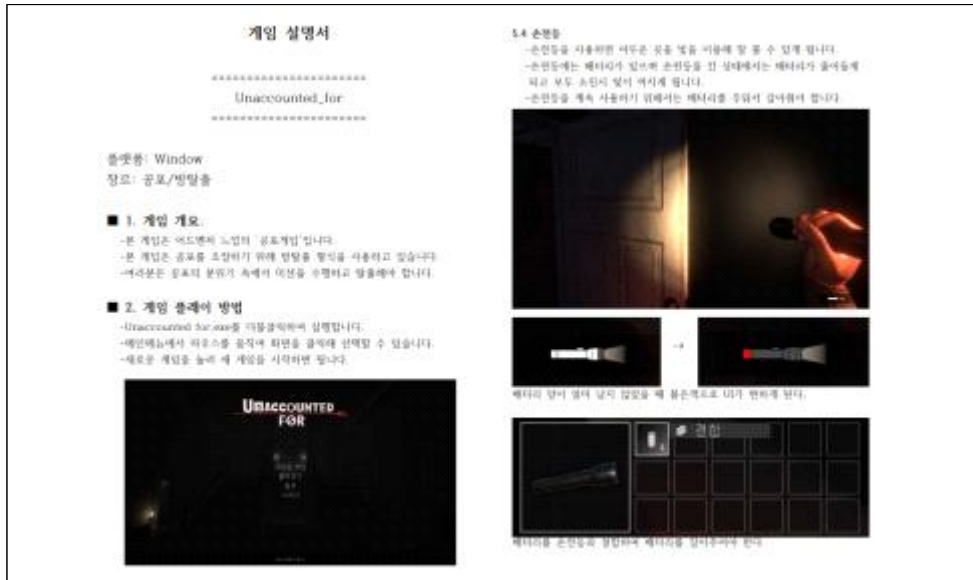 게임 설명서
======================
Unaccounted_for
======================
플랫폼: Window
장르: 공포/방탈출
■ 1. 게임 개요.
-본 게임은 어드벤처 느낌의 '공포게임'입니다.
-본 게임은 공포를 조장하기 위해 방탈출 형식을 사용하고 있습니다.
-여러분은 공포의 분위기 속에서 미션을 수행하고 탈출해야 합니다.
■ 2. 게임 플레이 방법
-Unaccounted for.exe를 더블클릭하여 실행합니다.
-메인메뉴에서 마우스를 움직여 화면을 클릭해 선택할 수 있습니다.
-새로운 게임을 눌러 새 게임을 시작하면 됩니다.
UNACCOUNTED
FOR
5.4 손전등
-손전등을 사용하면 어두운 곳을 빛을 이용해 잘 볼 수 있게 됩니다.
-손전등에는 배터리가 있으며 손전등을 킨 상태에서는 배터리가 줄어들게
되고 모두 소진시 빛이 꺼지게 됩니다.
-손전등을 계속 사용하기 위해서는 배터리를 주워서 갈아줘야 합니다.
배터리 양이 얼마 남지 않았을 때 붉은색으로 UI가 변하게 된다.
결합
배터리를 손전등과 결합하여 배터리를 갈아주어야 한다.